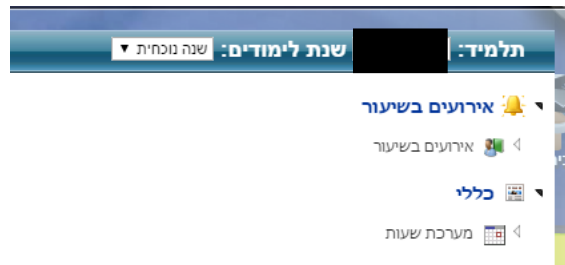 תלמיד: שנת לימודים: שנה נוכחית
אירועים בשיעור
אירועים בשיעור
כללי
מערכת שעות